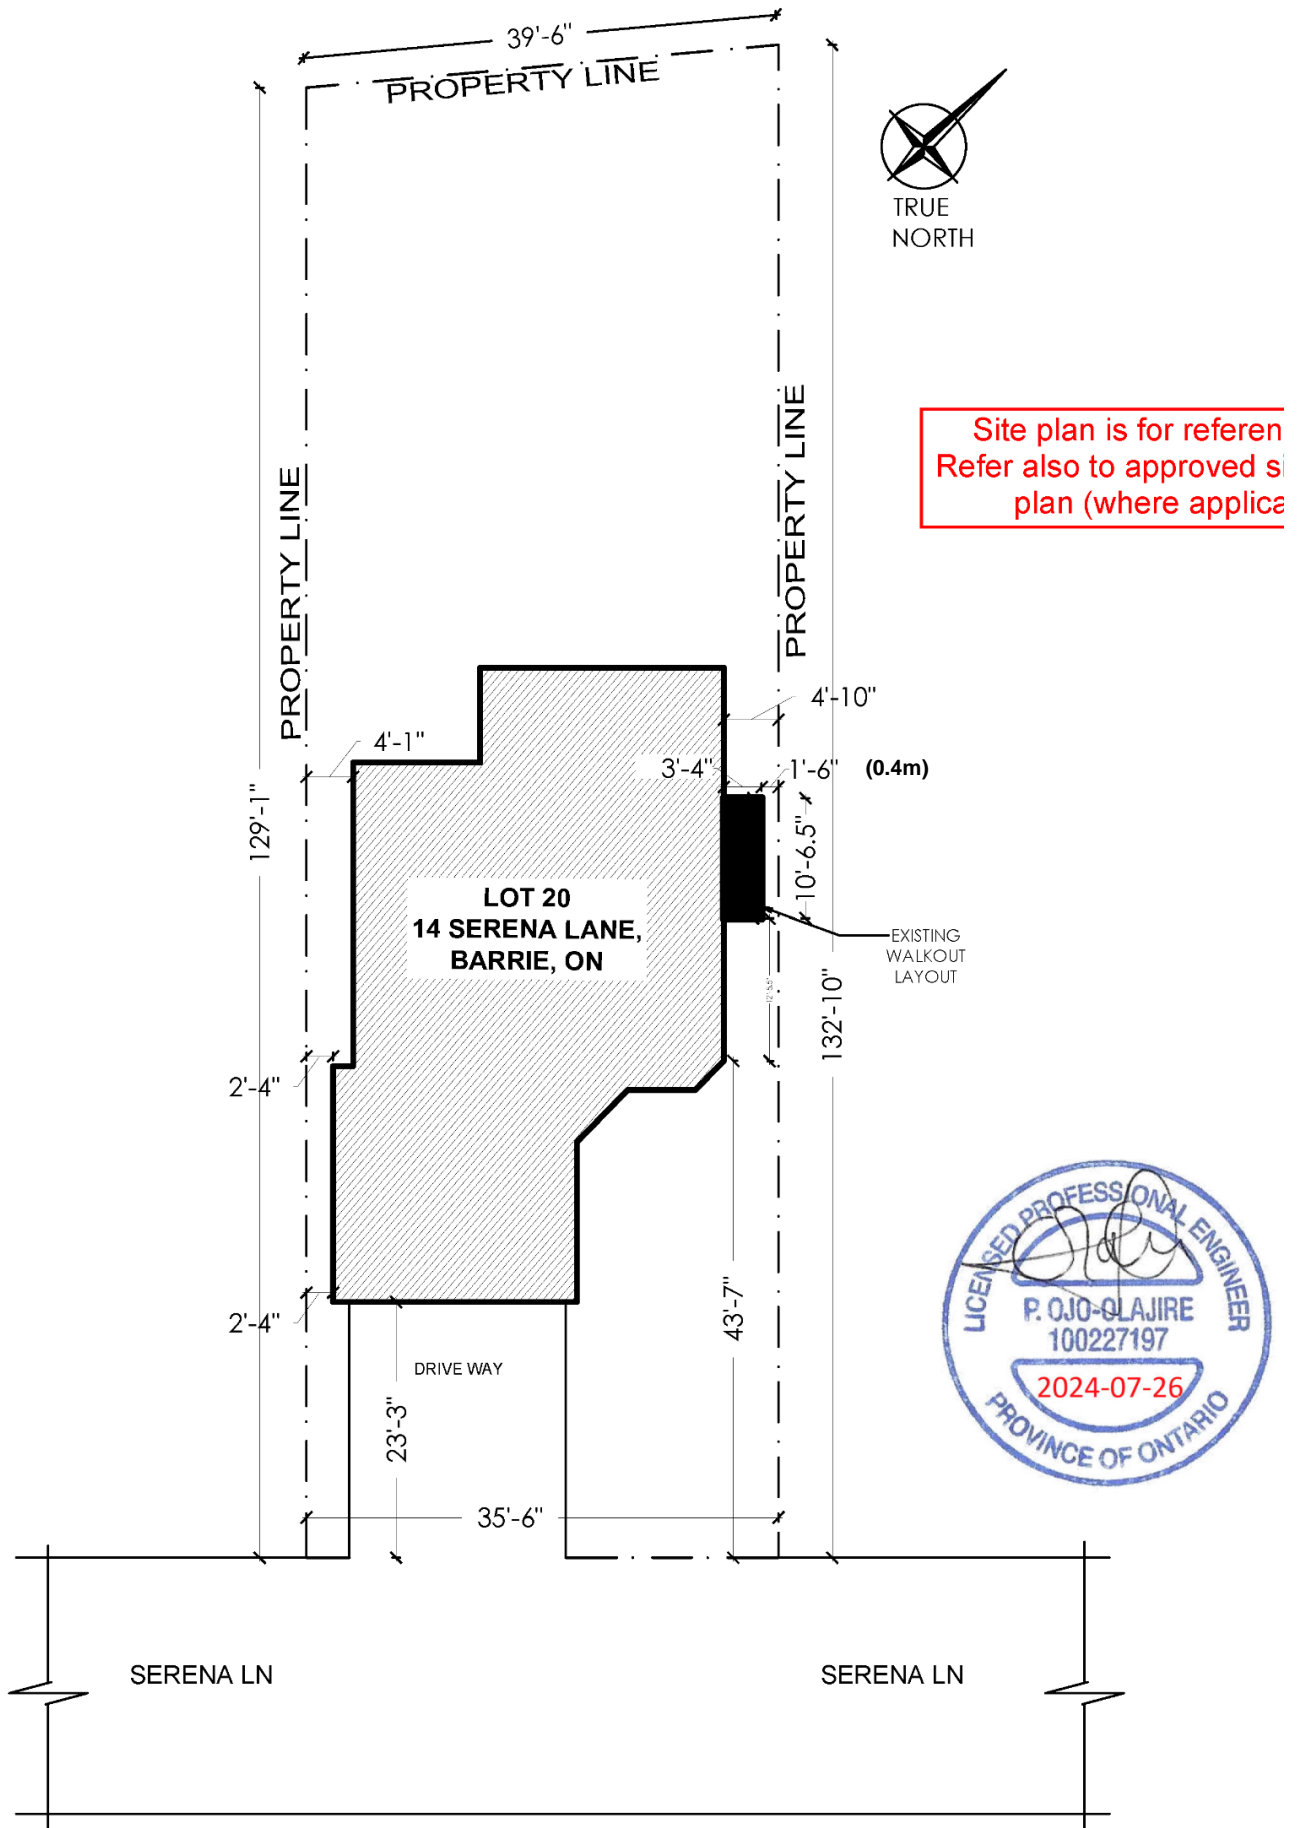 39'-6"
PROPERTY LINE
TRUE
NORTH
Site plan is for referen
Refer also to approved si
plan (where applica
PROPERTY LINE
PROPERTY LINE
4'-10"
4'-1"
3'-4"
1'-6"
(0.4m)
129'-1"
10'-6.5"
LOT 20
14 SERENA LANE,
BARRIE, ON
EXISTING
WALKOUT
LAYOUT
132'-10"
2'-4"
2'-4"
43'-7"
DRIVE WAY
23'-3"
35'-6"
LICENSED PROFESSIONAL ENGINEER
P. OJO-OLAJIRE
100227197
2024-07-26
PROVINCE OF ONTARIO
SERENA LN
SERENA LN